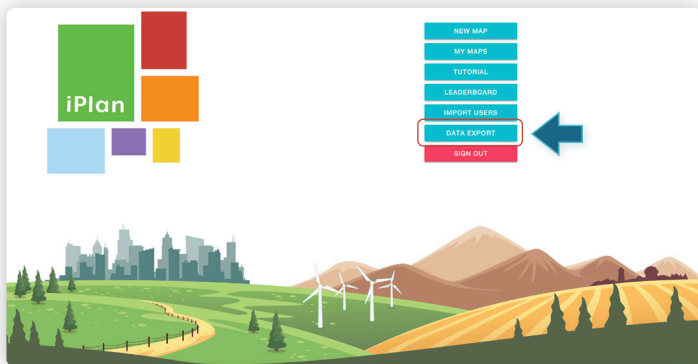 iPlan
NEW MAP
MY MAPS
TUTORIAL
LEADERBOARD
IMPORT USERS
DATA EXPORT
SIGN OUT